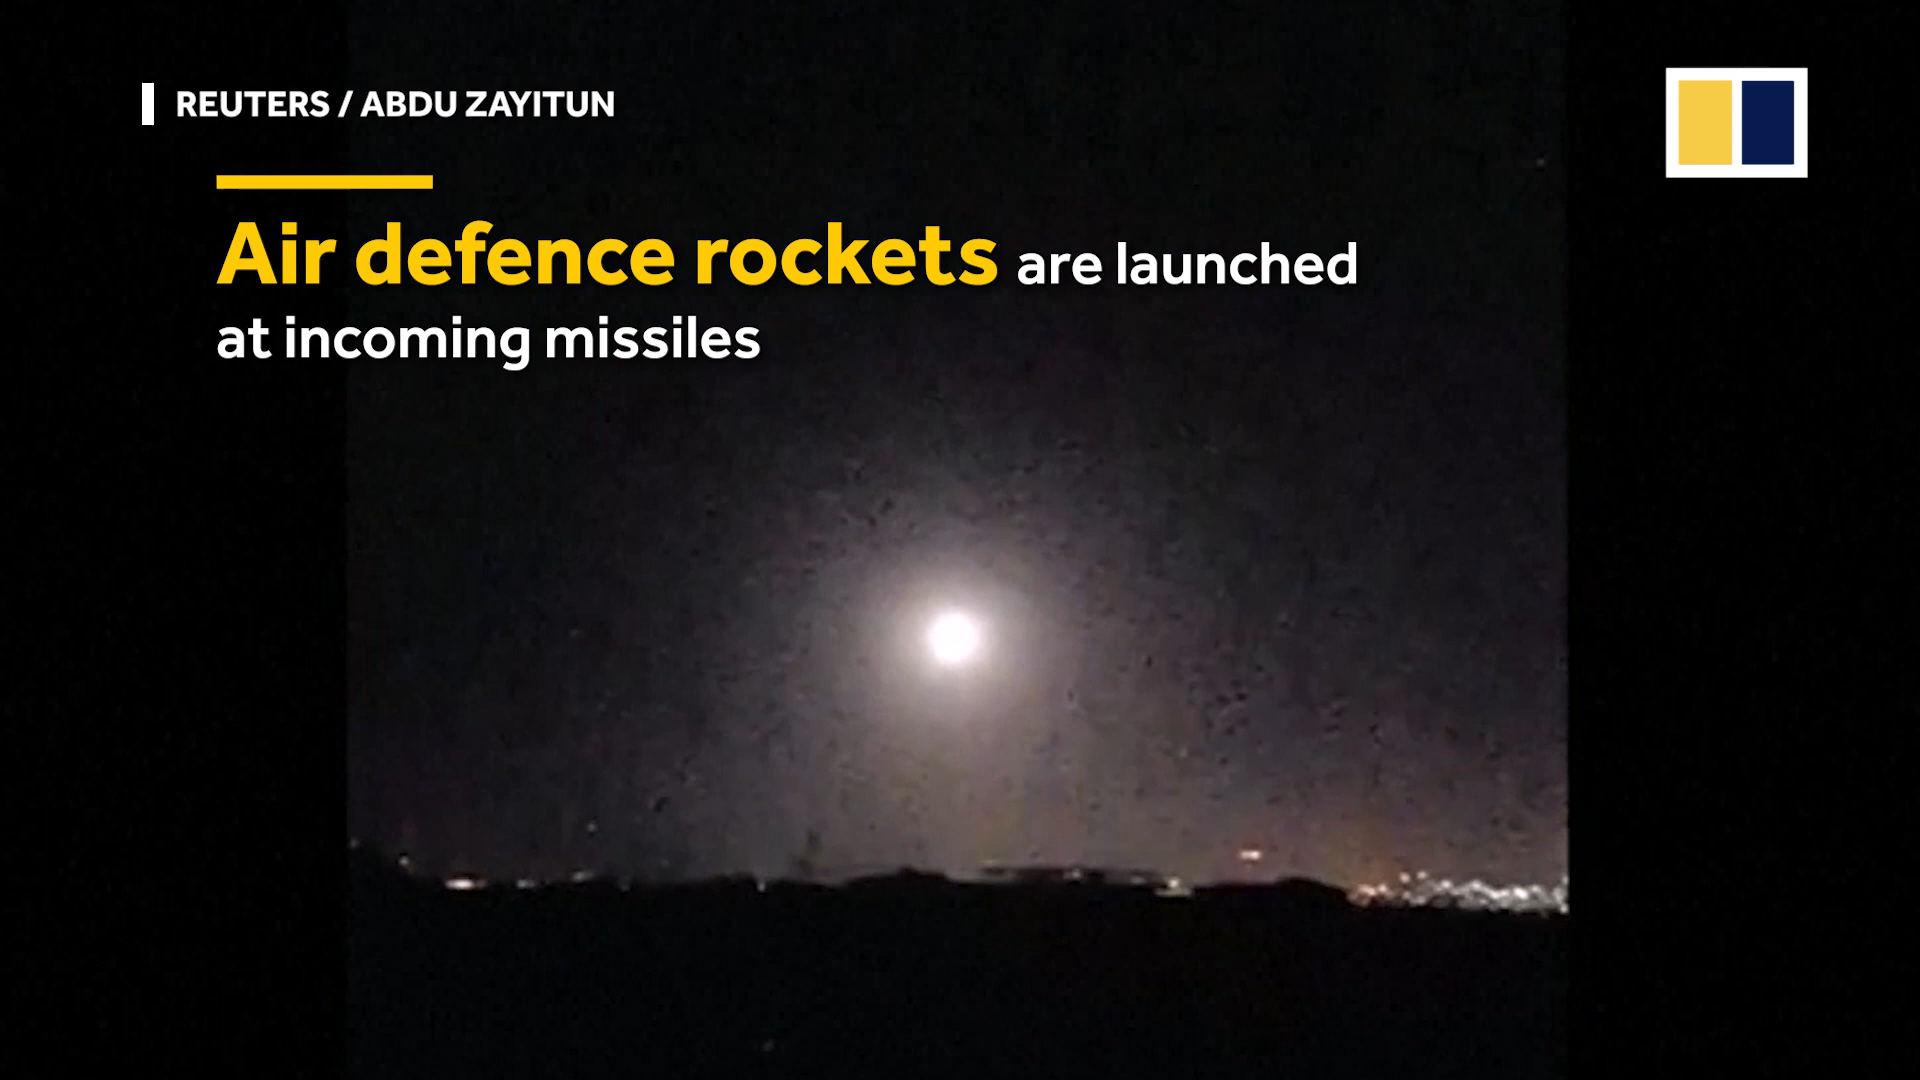 REUTERS / ABDU ZAYITUN
Air defence rockets are launched
at incoming missiles